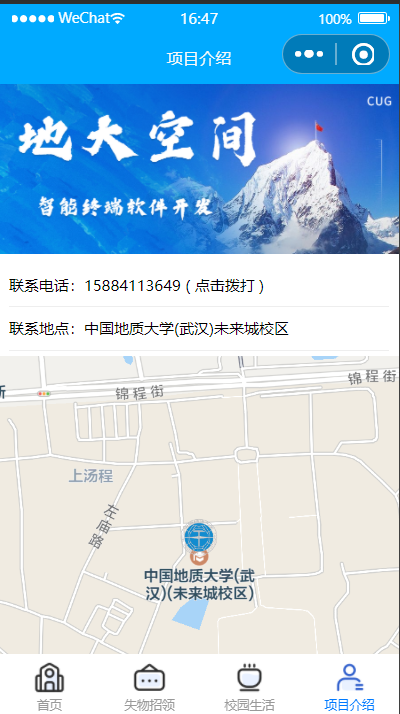 WeChat 16:47 100%
项目介绍
CUG
地大空间
智能终端软件开发
联系电话：15884113649 ( 点击拨打 )
联系地点：中国地质大学(武汉)未来城校区
锦程街
锦程街
新
上汤程
左庙路
中国地质大学(武
汉)(未来城校区)
首页 失物招领 校园生活 项目介绍